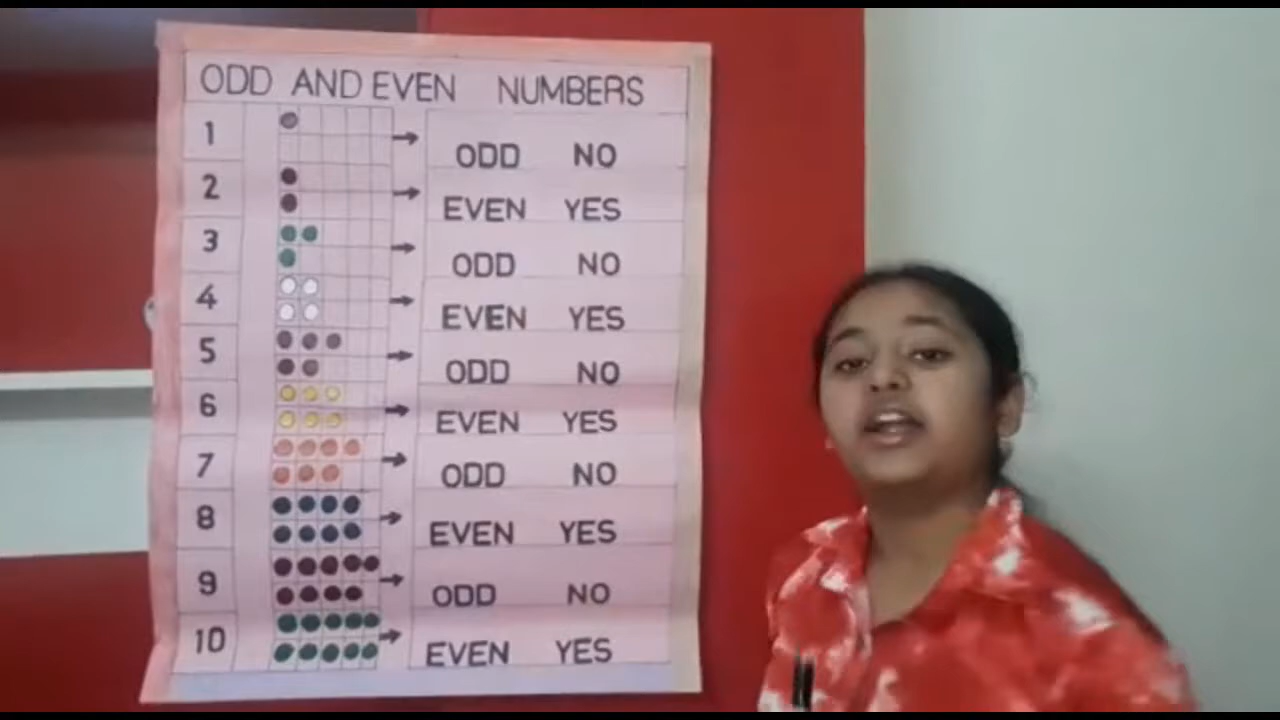 ODD AND EVEN NUMBERS
1 ODD NO
2 EVEN YES
3 ODD NO
4 EVEN YES
5 ODD NO
6 EVEN YES
7 ODD NO
8 EVEN YES
9 ODD NO
10 EVEN YES